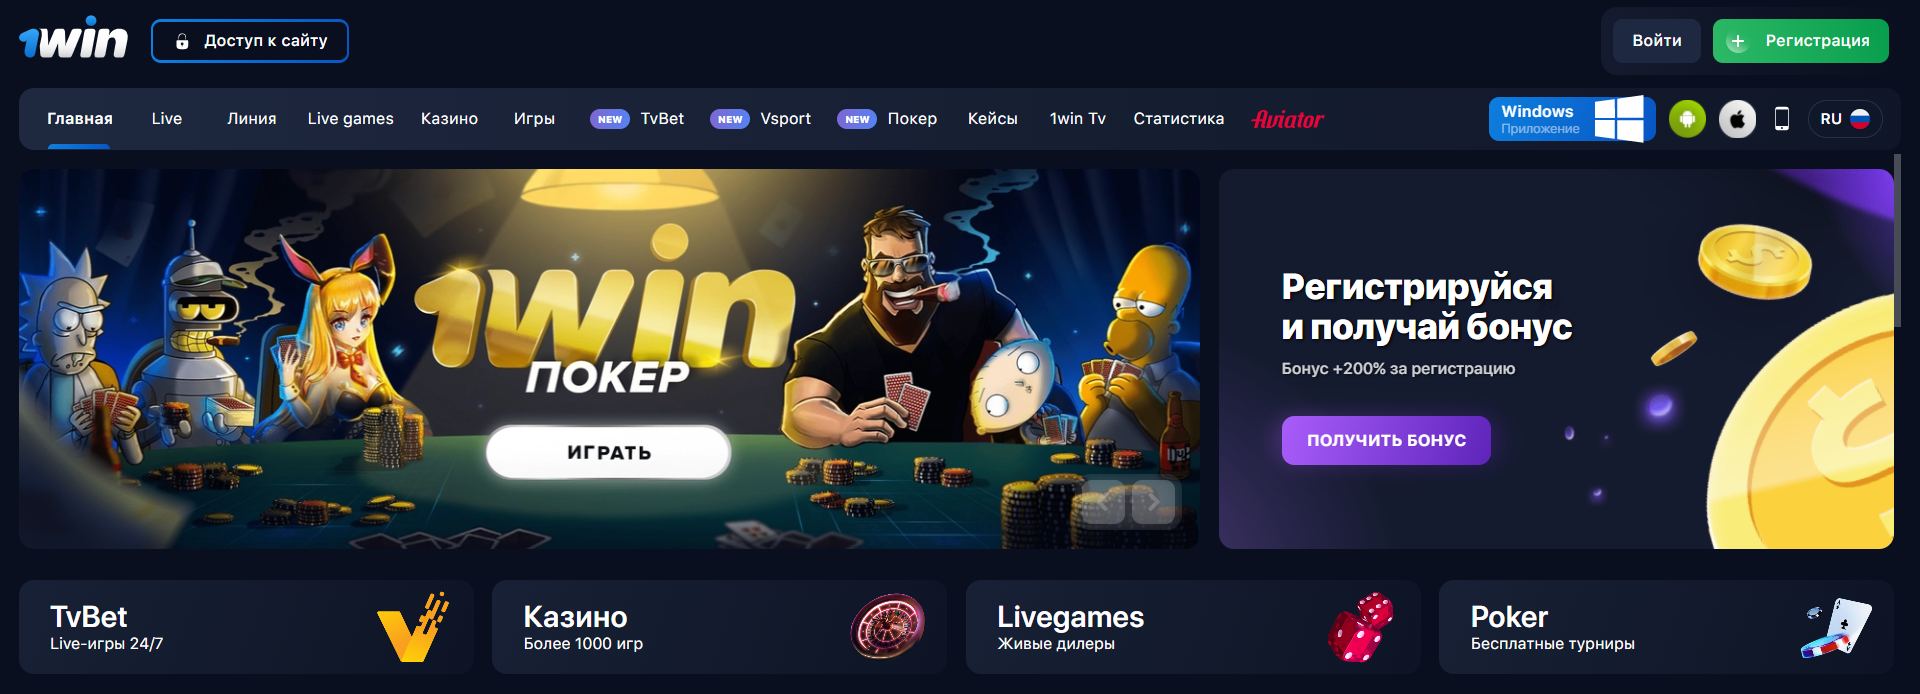 1win
Доступ к сайту
Войти
Регистрация
Главная
Live
Линия
Live games
Казино
Игры
NEW TvBet
NEW Vsport
NEW Покер
Кейсы
1win Tv
Статистика
Aviator
Windows
Приложение
RU
1win
ПОКЕР
ИГРАТЬ
Регистрируйся
и получай бонус
Бонус +200% за регистрацию
ПОЛУЧИТЬ БОНУС
TvBet
Live-игры 24/7
Казино
Более 1000 игр
Livegames
Живые дилеры
Poker
Бесплатные турниры